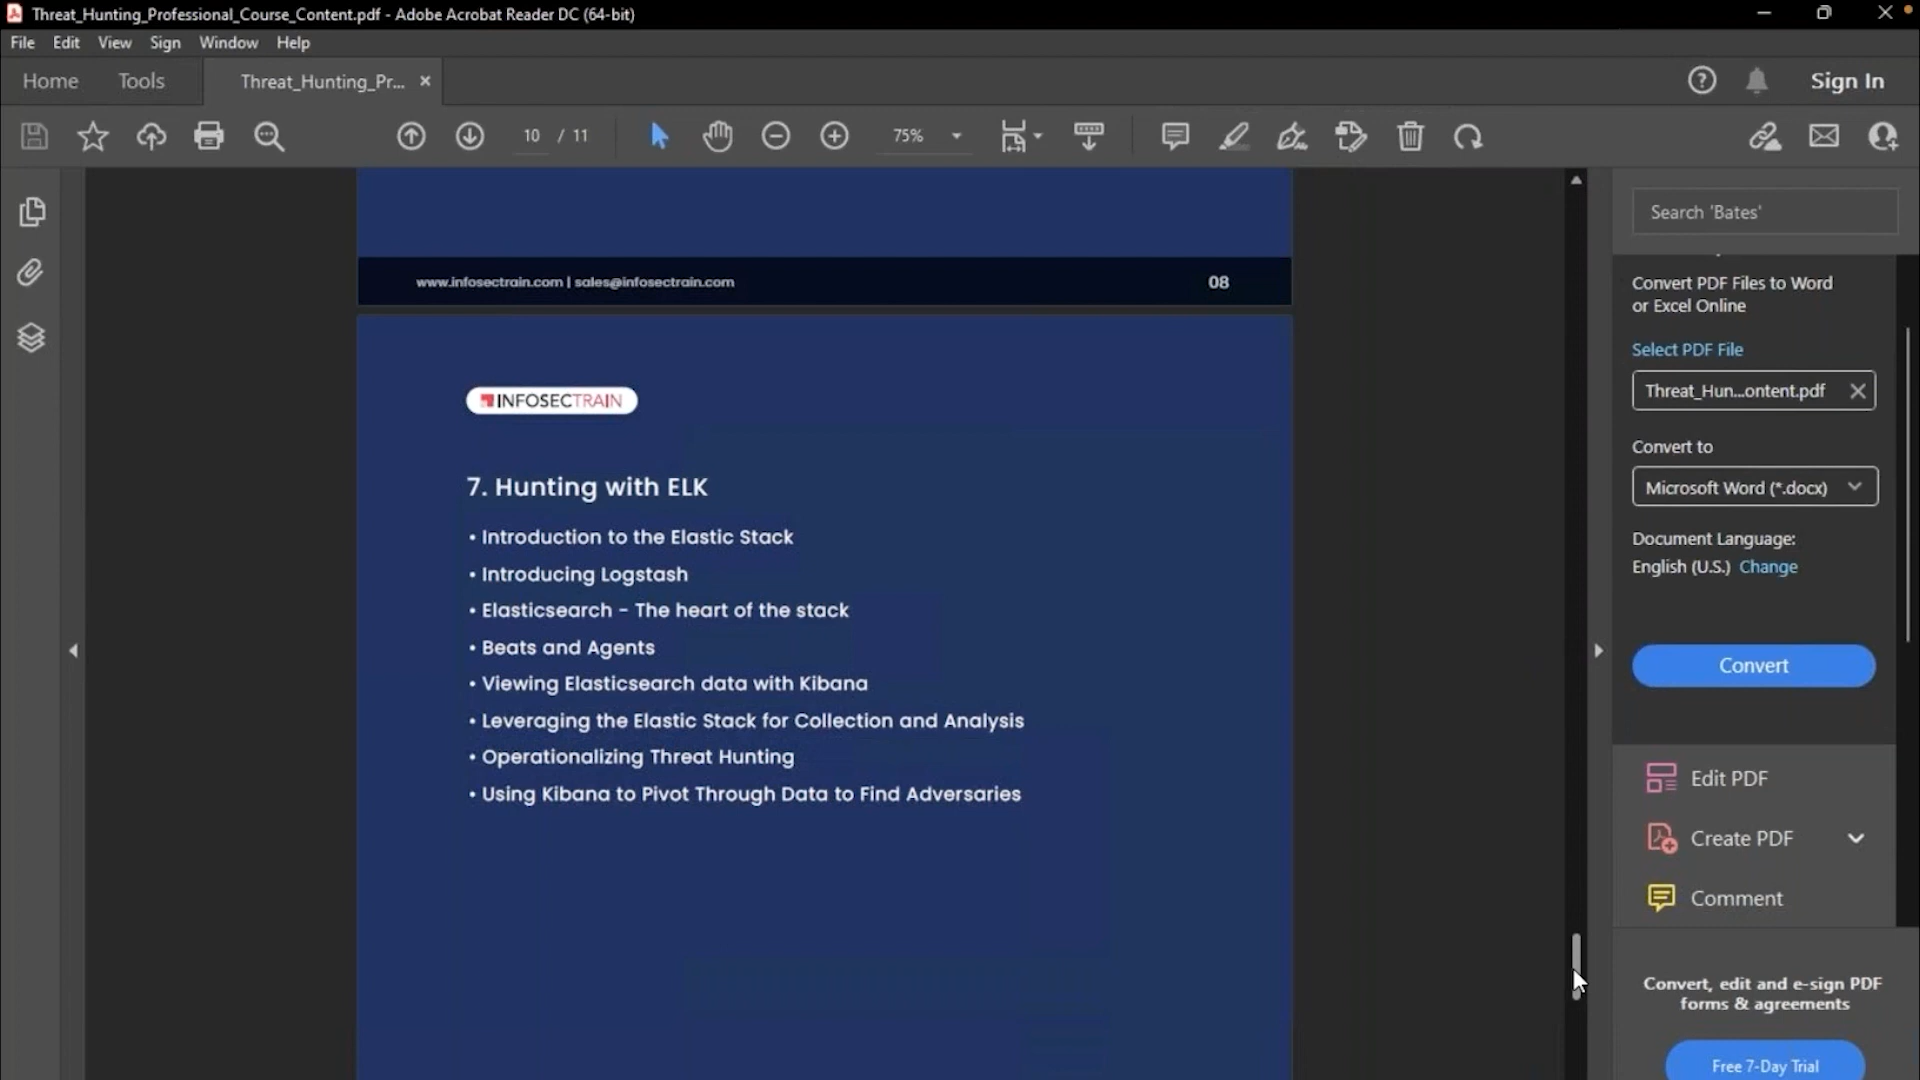 Threat_Hunting_Professional_Course_Content.pdf - Adobe Acrobat Reader DC (64-bit)
File Edit View Sign Window Help
Home Tools Threat_Hunting_Pr... × Sign In
10 / 11 75%
Search 'Bates'
www.infosectrain.com | sales@infosectrain.com 08
INFOSECTRAIN
7. Hunting with ELK
• Introduction to the Elastic Stack
• Introducing Logstash
• Elasticsearch - The heart of the stack
• Beats and Agents
• Viewing Elasticsearch data with Kibana
• Leveraging the Elastic Stack for Collection and Analysis
• Operationalizing Threat Hunting
• Using Kibana to Pivot Through Data to Find Adversaries
Convert PDF Files to Word
or Excel Online
Select PDF File
Threat_Hun...ontent.pdf
Convert to
Microsoft Word (*.docx)
Document Language:
English (U.S.) Change
Convert
Edit PDF
Create PDF
Comment
Convert, edit and e-sign PDF
forms & agreements
Free 7-Day Trial